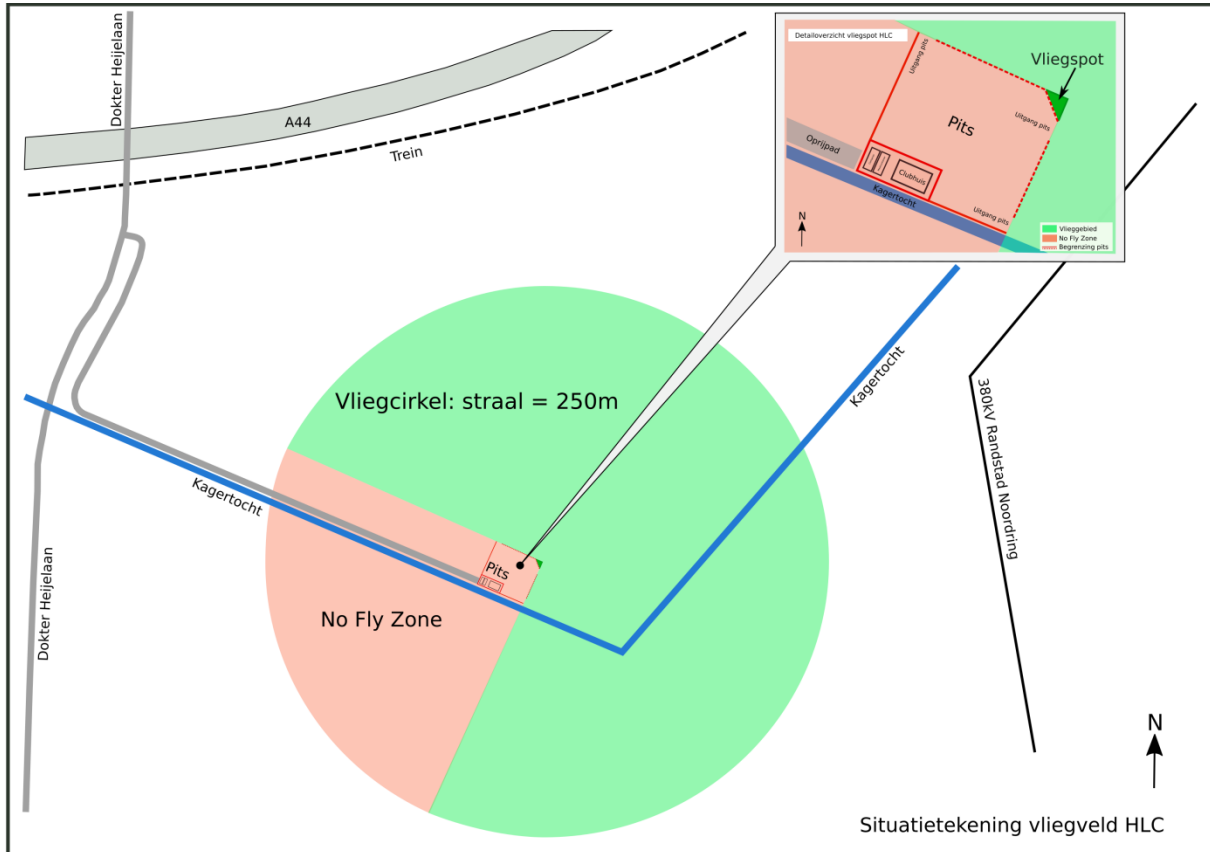 Dokter Heijelaan
A44
Trein
Detailoverzicht vliegspot HLC
Vliegspot
Uitgang pits
Uitgang pits
Pits
Oprijpad
Clubhuis
Kagertocht
Uitgang pits
N
Vlieggebied
No Fly Zone
Begrenzing pits
Vliegcirkel: straal = 250m
Kagertocht
380kV Randstad Noordring
Kagertocht
Pits
No Fly Zone
Dokter Heijelaan
N
Situatietekening vliegveld HLC